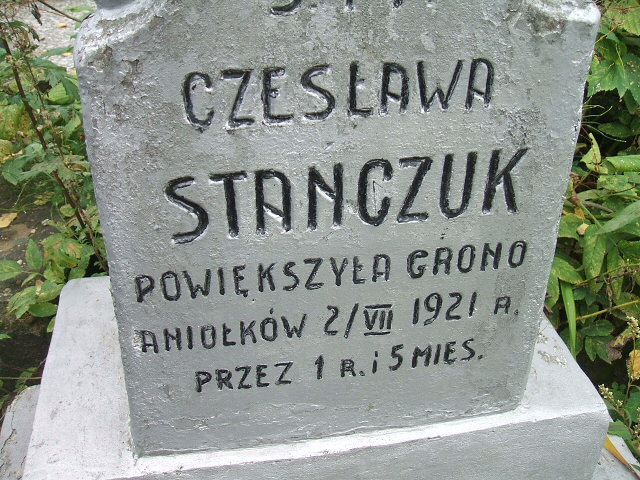 CZESŁAWA
STANCZUK
POWIĘKSZYŁA GRONO
ANIOŁKÓW 2/VII 1921 R.
PRZEZ 1 R. i 5 MIES.